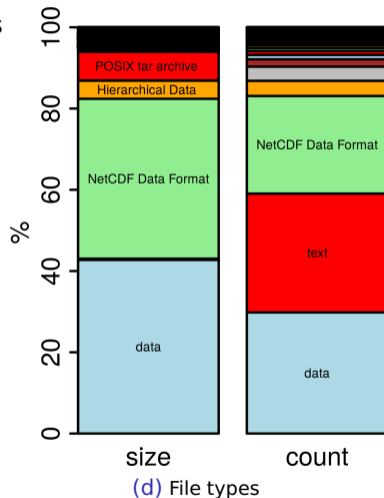 s
100
80
60
40
20
0
%
POSIX tar archive
Hierarchical Data
NetCDF Data Format
data
NetCDF Data Format
text
data
size count
(d) File types